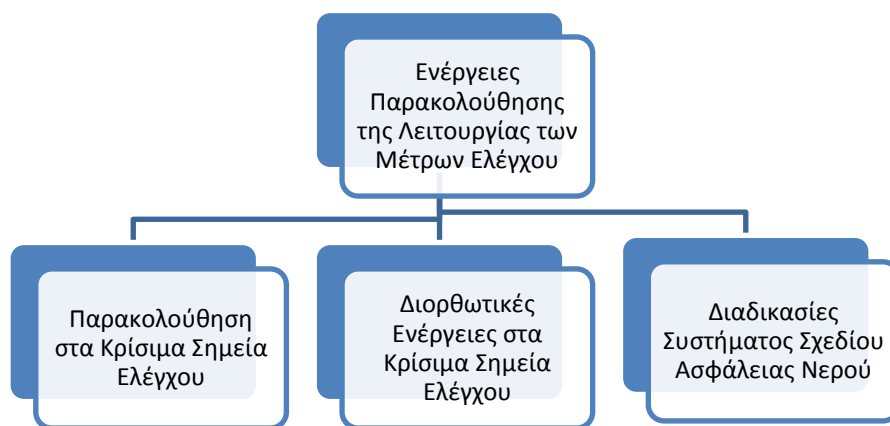 Ενέργειες
Παρακολούθησης
της Λειτουργίας των
Μέτρων Ελέγχου
Παρακολούθηση
στα Κρίσιμα Σημεία
Ελέγχου
Διορθωτικές
Ενέργειες στα
Κρίσιμα Σημεία
Ελέγχου
Διαδικασίες
Συστήματος Σχεδίου
Ασφάλειας Νερού